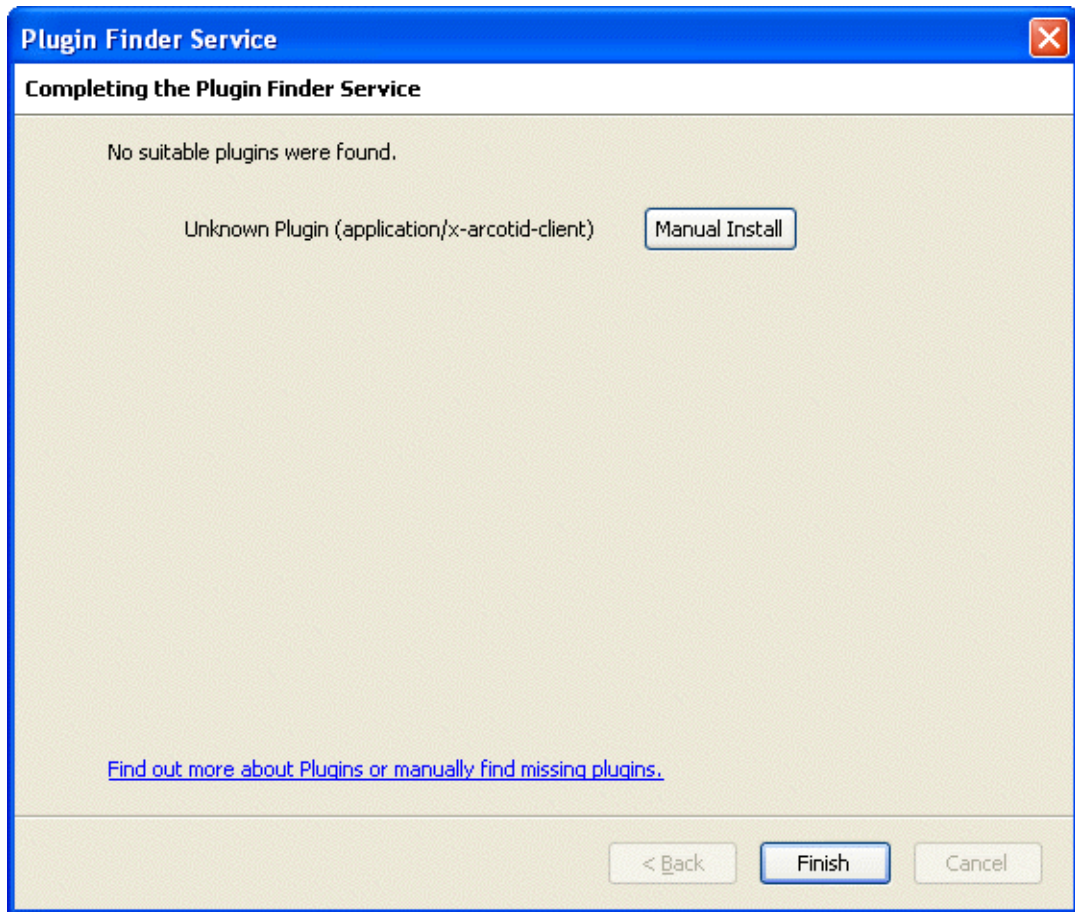 Plugin Finder Service
Completing the Plugin Finder Service
No suitable plugins were found.
Unknown Plugin (application/x-arcotid-client) Manual Install
Find out more about Plugins or manually find missing plugins.
< Back Finish Cancel